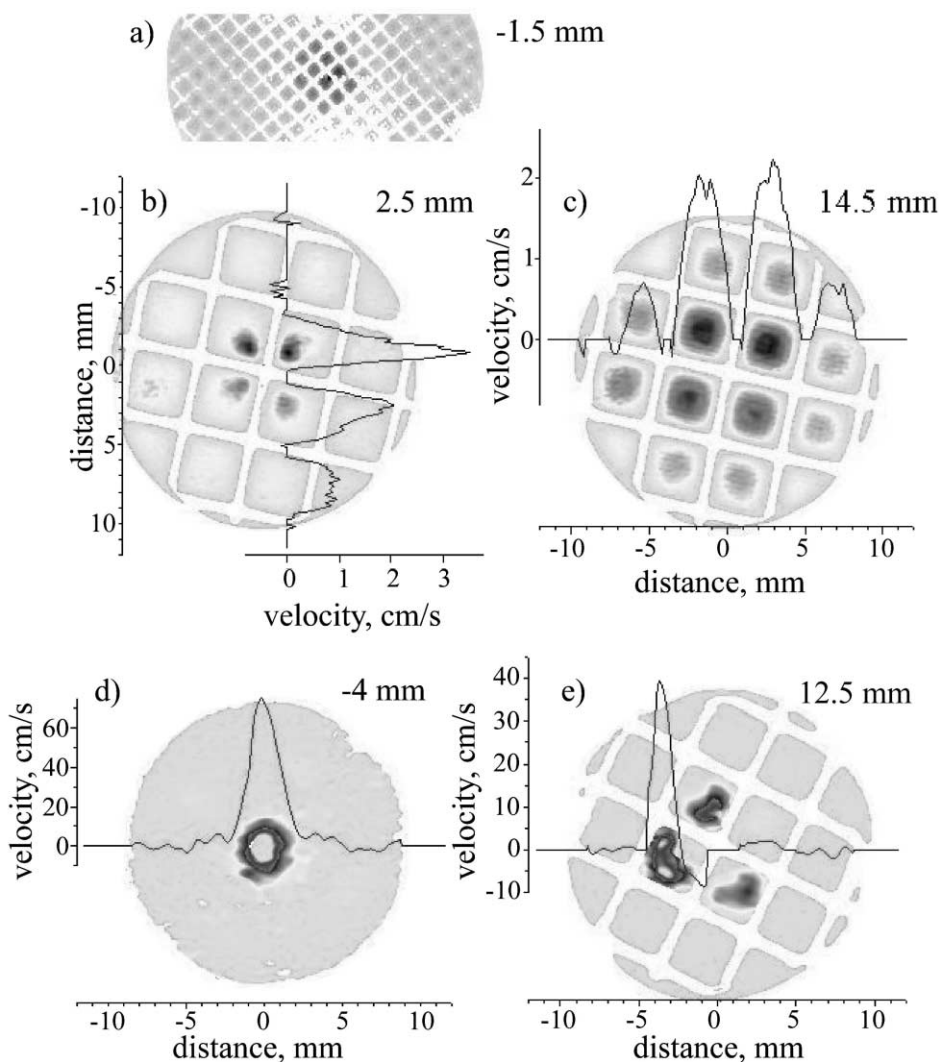 a)
-1.5 mm
b)
2.5 mm
-10
-5
0
5
10
distance, mm
0 1 2 3
velocity, cm/s
c)
14.5 mm
2
1
0
velocity, cm/s
-10 -5 0 5 10
distance, mm
d)
-4 mm
60
40
20
0
velocity, cm/s
-10 -5 0 5 10
distance, mm
e)
12.5 mm
40
30
20
10
0
-10
velocity, cm/s
-10 -5 0 5 10
distance, mm